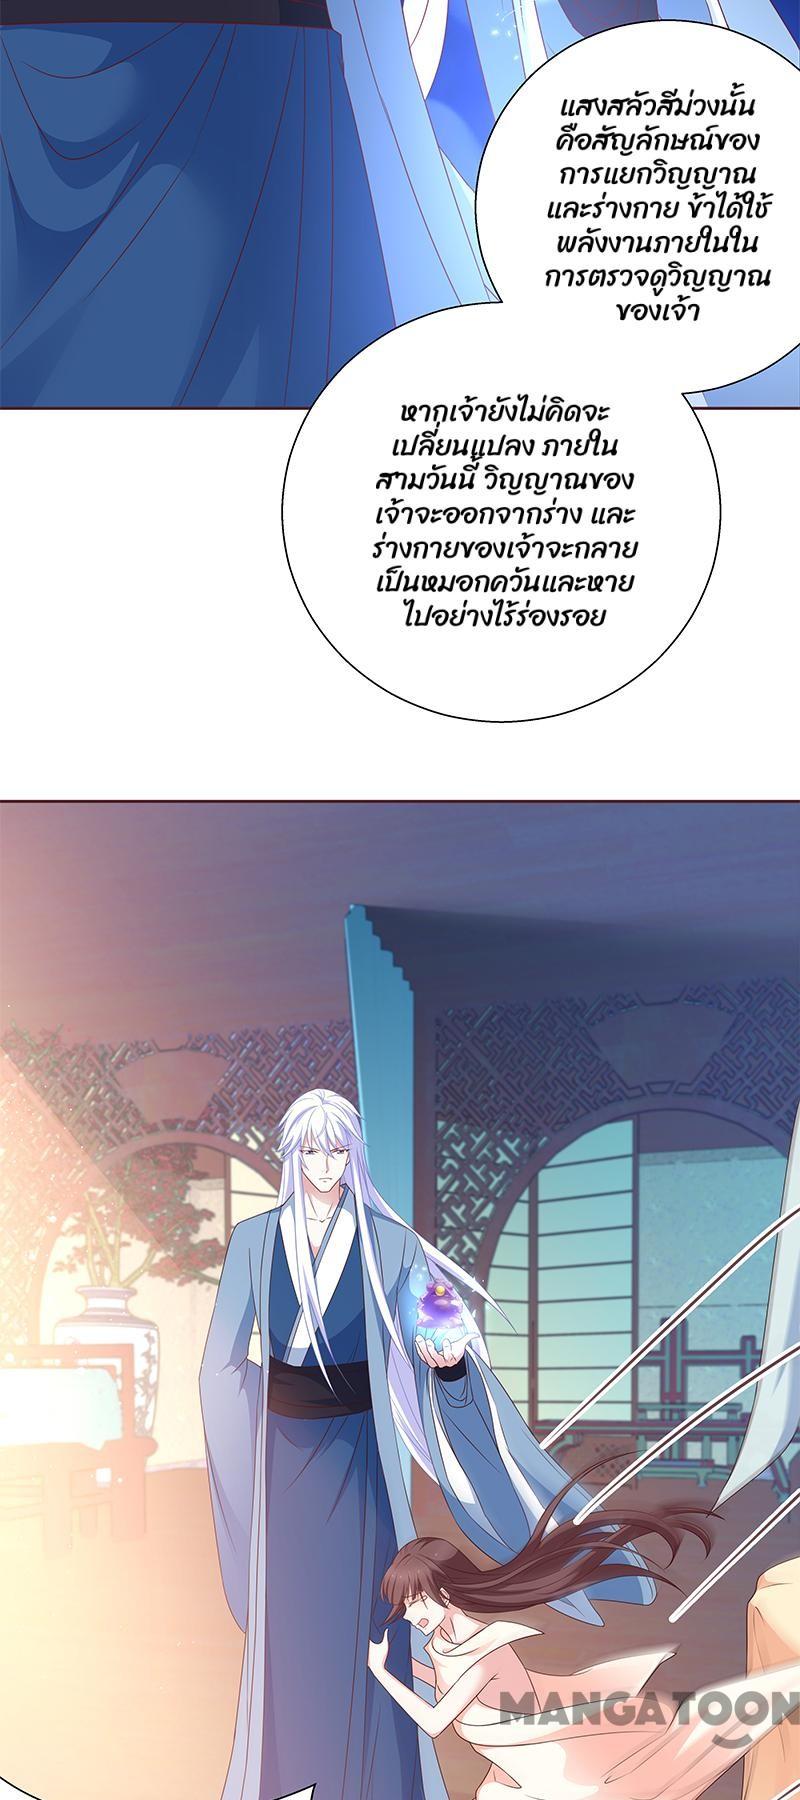 แสงสลัวสีม่วงนั้น
คือสัญลักษณ์ของ
การแยกวิญญาณ
และร่างกาย ข้าได้ใช้
พลังงานภายในใน
การตรวจดูวิญญาณ
ของเจ้า
หากเจ้ายังไม่คิดจะ
เปลี่ยนแปลง ภายใน
สามวันนี้ วิญญาณของ
เจ้าจะออกจากร่าง และ
ร่างกายของเจ้าจะกลาย
เป็นหมอกควันและหาย
ไปอย่างไร้ร่องรอย
MANGATOON